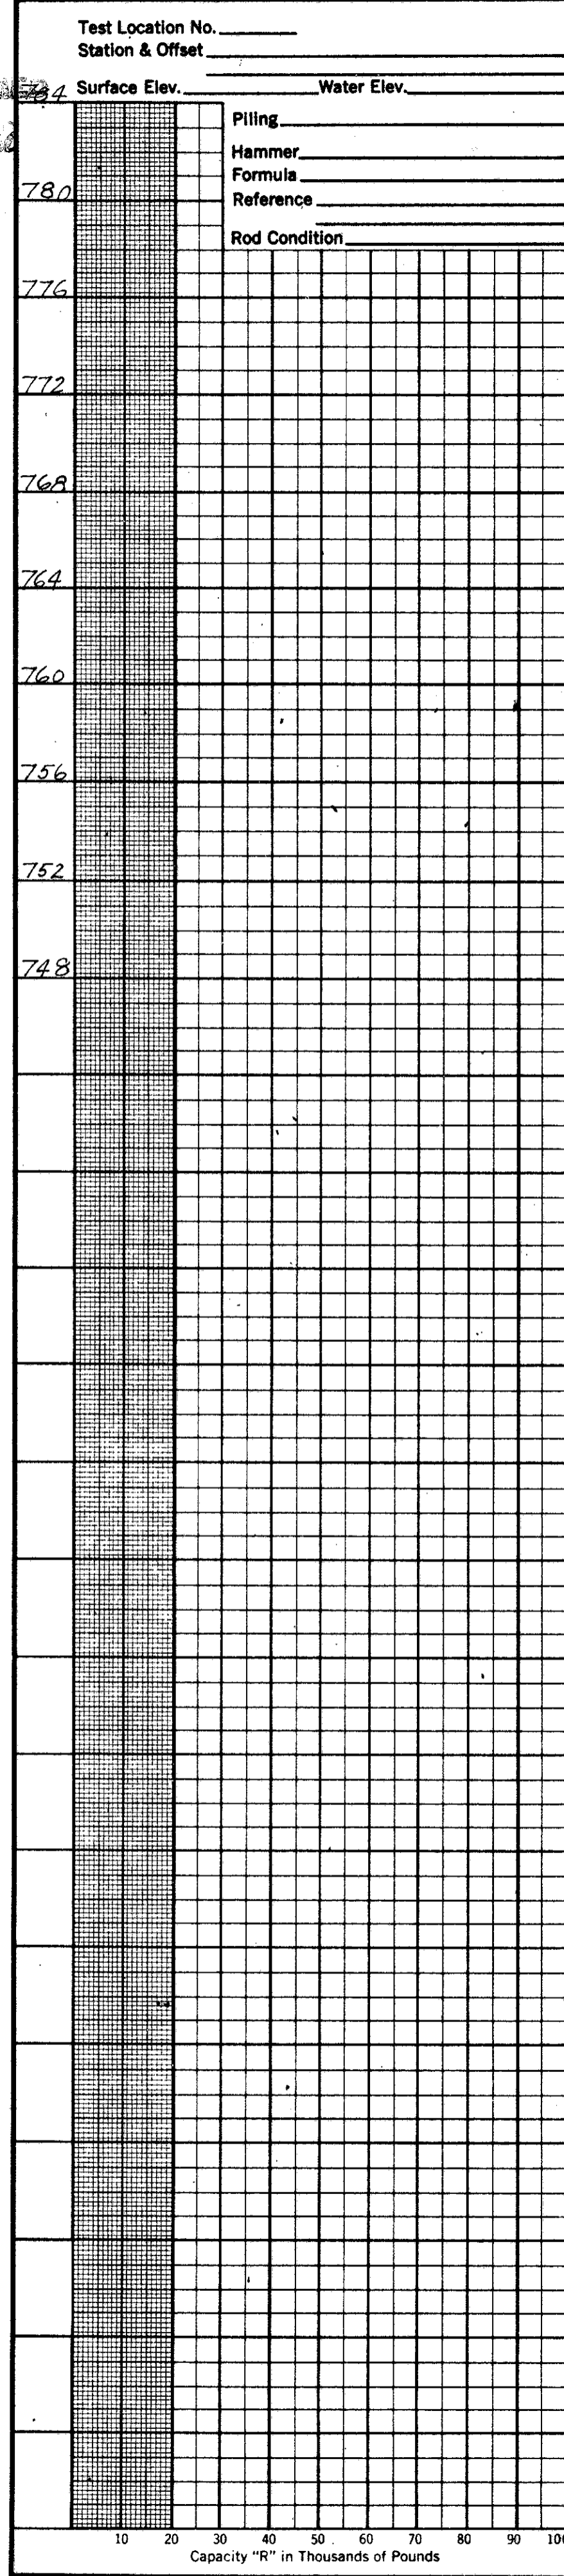 Test Location No.
Station & Offset
Surface Elev. Water Elev.
784
Piling
Hammer
Formula
780
Reference
Rod Condition
776
772
768
764
760
756
752
748
10 20 30 40 50 60 70 80 90 100
Capacity "R" in Thousands of Pounds